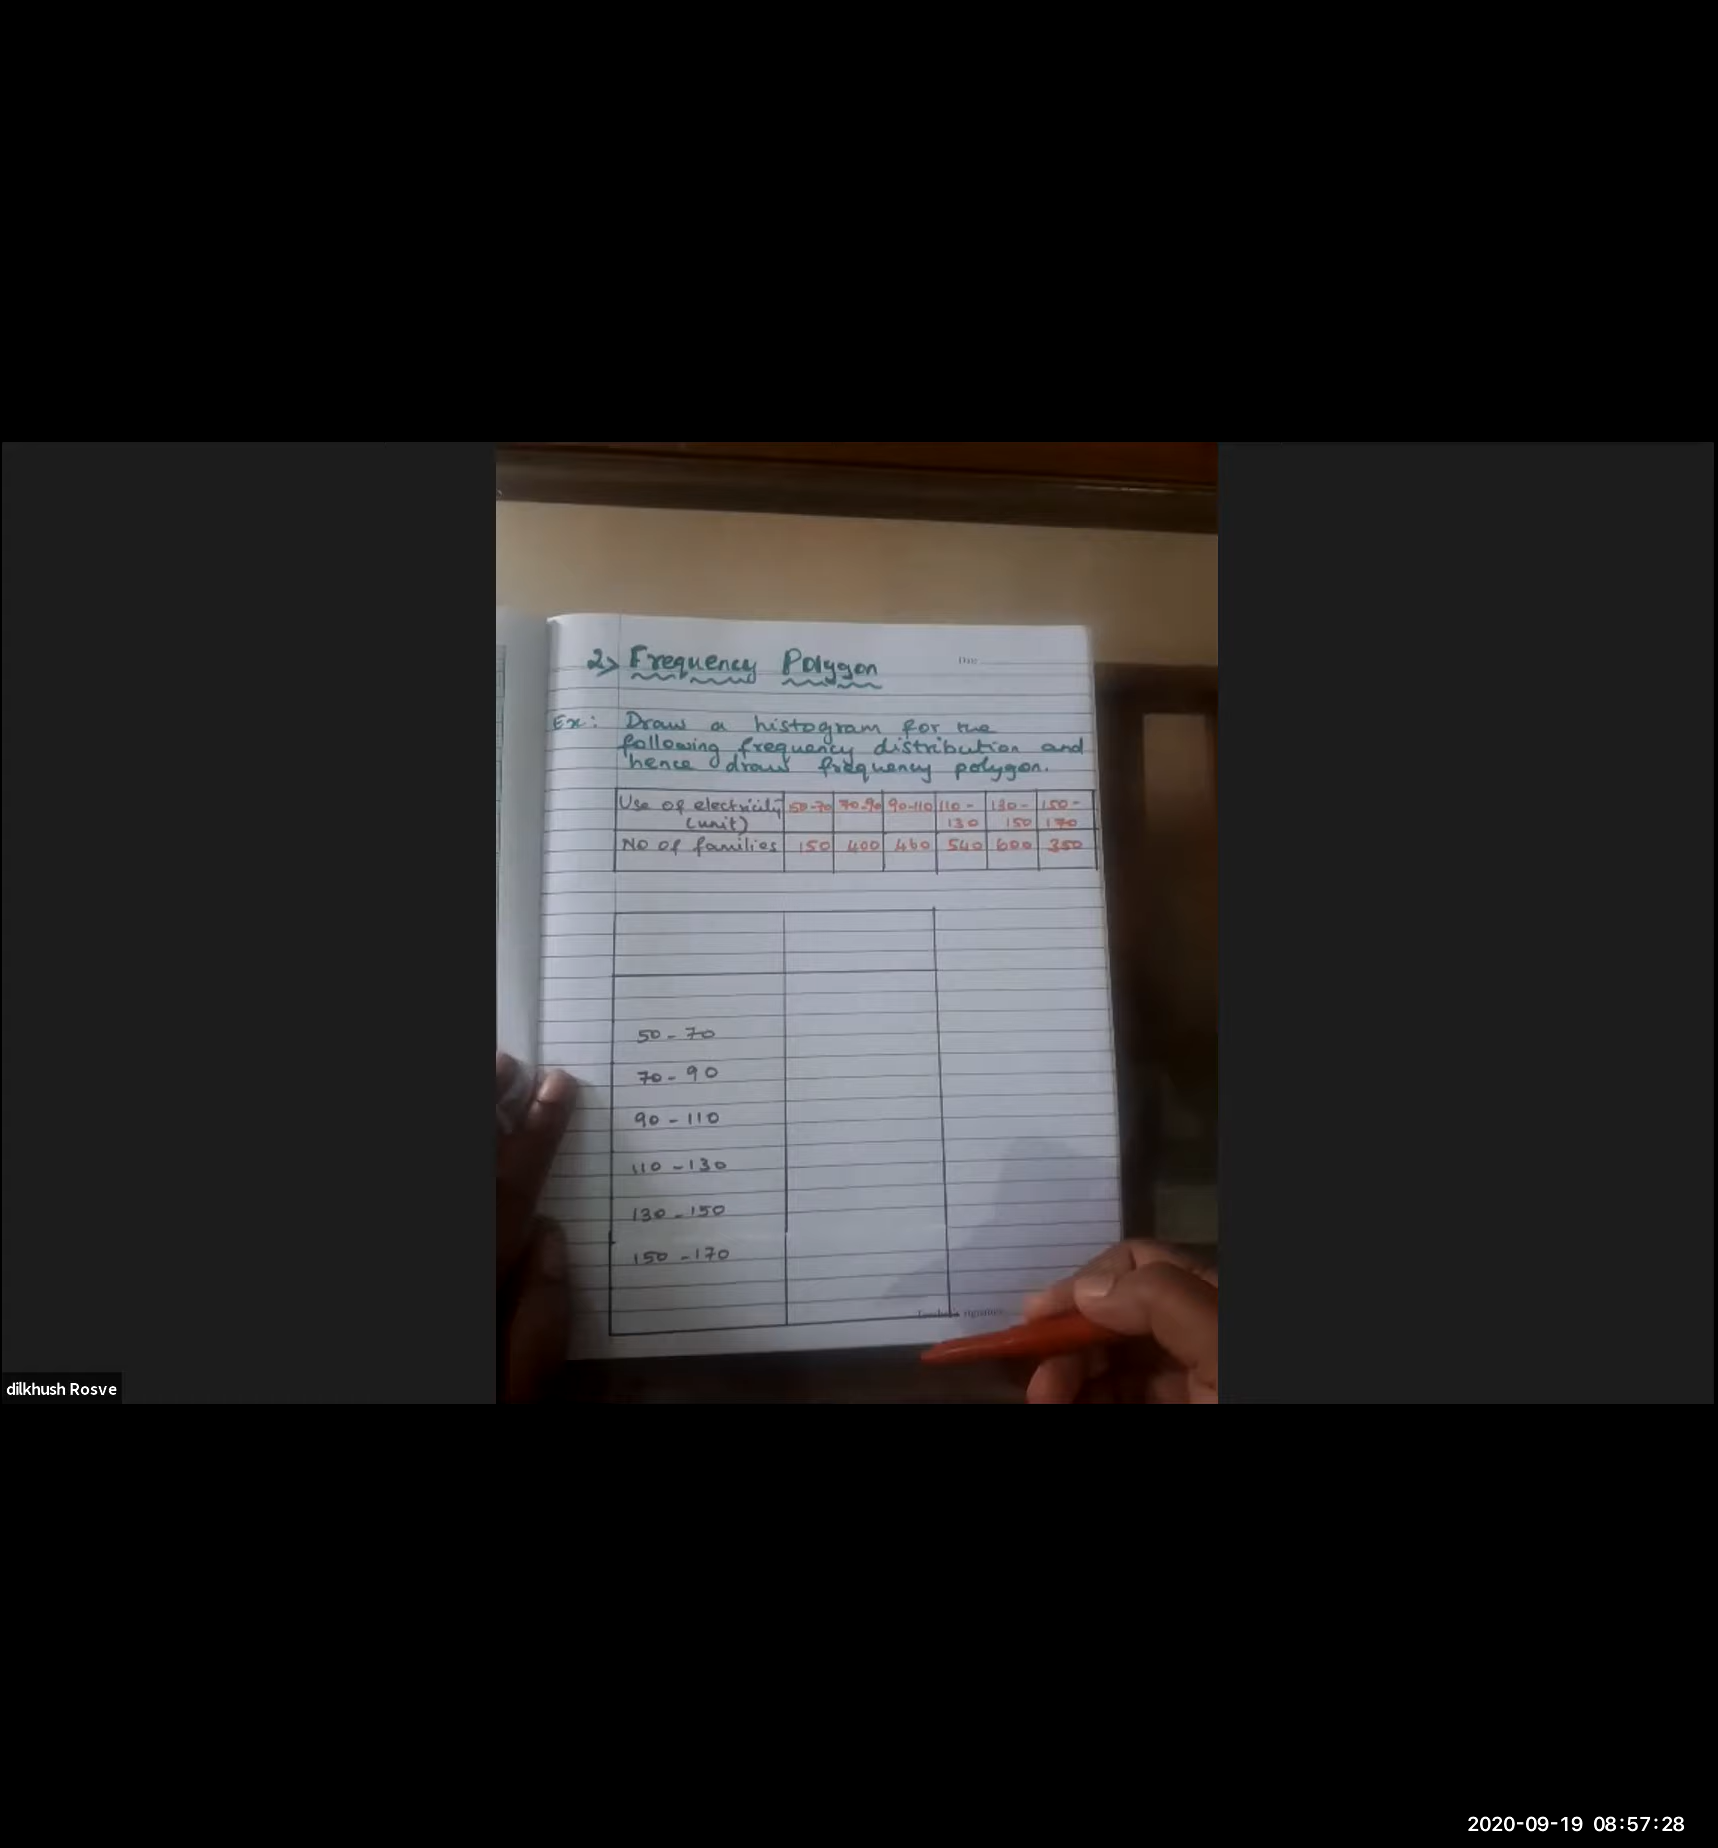 2> Frequency Polygon
Date
Ex: Draw a histogram for the
following frequency distribution and
hence draw frequency polygon.
Use of electricity 50-70 70-90 90-110 110- 130- 150-
(unit) 130 150 170
No of families 150 400 460 540 600 350
50 - 70
70 - 90
90 - 110
110 - 130
130 - 150
150 - 170
dilkhush Rosve
2020-09-19 08:57:28